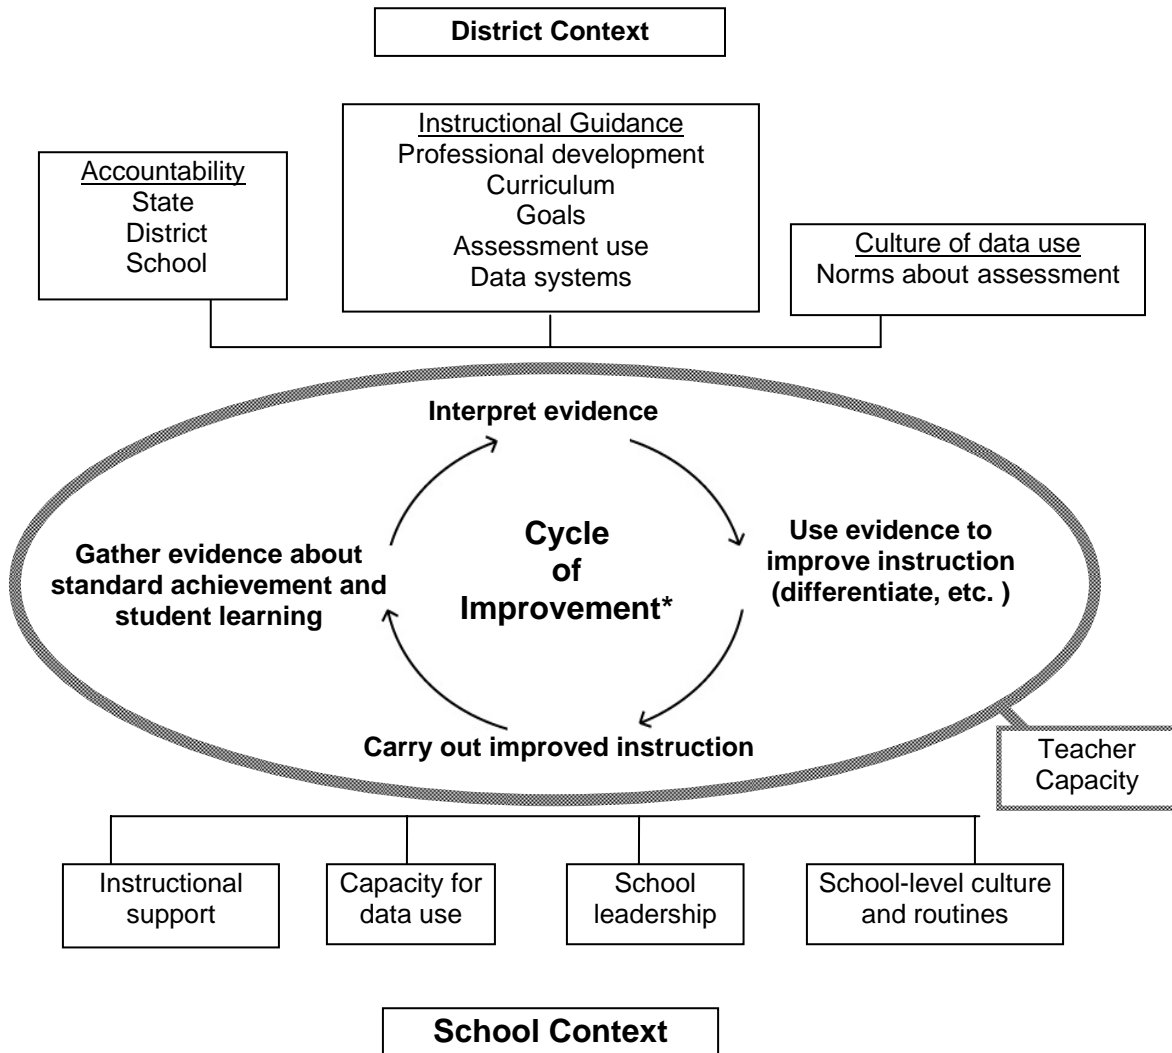 District Context
Accountability
State
District
School
Instructional Guidance
Professional development
Curriculum
Goals
Assessment use
Data systems
Culture of data use
Norms about assessment
Interpret evidence
Gather evidence about
standard achievement and
student learning
Cycle
of
Improvement*
Use evidence to
improve instruction
(differentiate, etc. )
Carry out improved instruction
Teacher
Capacity
Instructional
support
Capacity for
data use
School
leadership
School-level culture
and routines
School Context